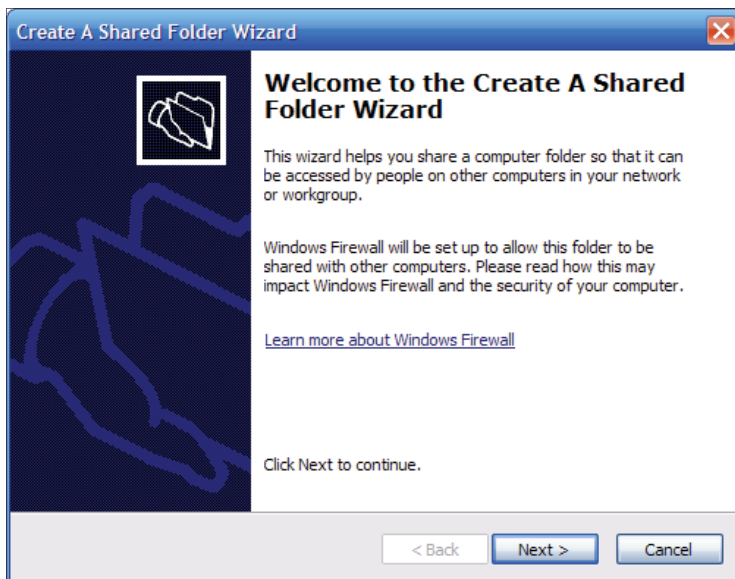 Create A Shared Folder Wizard
Welcome to the Create A Shared
Folder Wizard
This wizard helps you share a computer folder so that it can
be accessed by people on other computers in your network
or workgroup.
Windows Firewall will be set up to allow this folder to be
shared with other computers. Please read how this may
impact Windows Firewall and the security of your computer.
Learn more about Windows Firewall
Click Next to continue.
< Back Next > Cancel